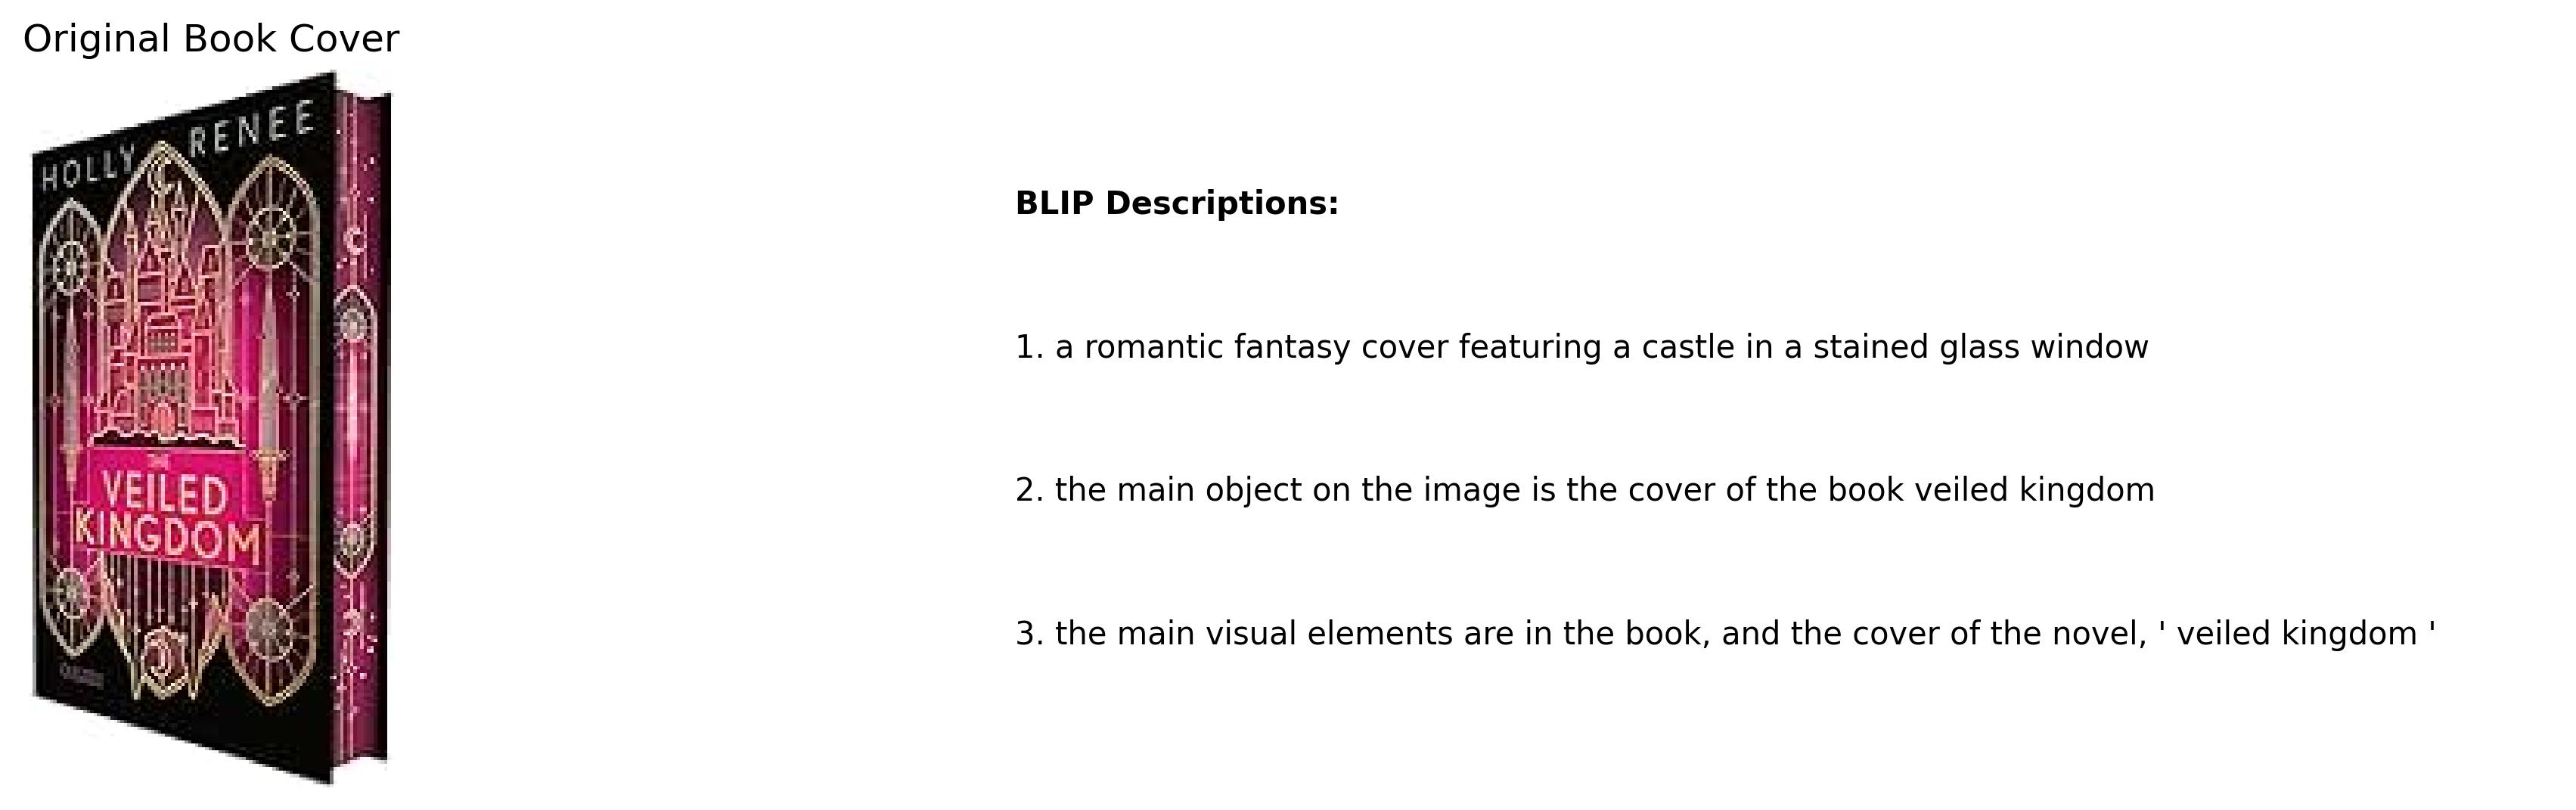 Original Book Cover
HOLLY RENEE
VEILED
KINGDOM
BLIP Descriptions:
1. a romantic fantasy cover featuring a castle in a stained glass window
2. the main object on the image is the cover of the book veiled kingdom
3. the main visual elements are in the book, and the cover of the novel, ' veiled kingdom '